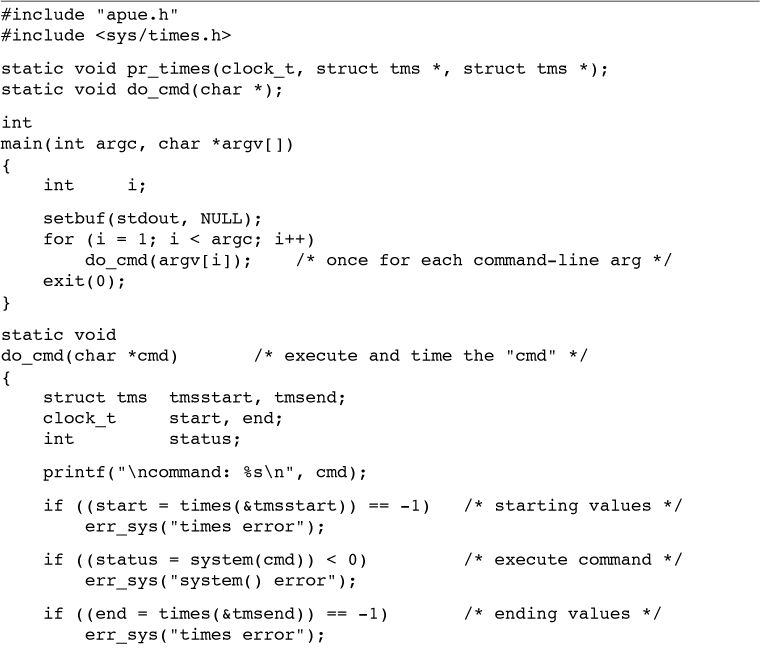 #include "apue.h"
#include <sys/times.h>
static void pr_times(clock_t, struct tms *, struct tms *);
static void do_cmd(char *);
int
main(int argc, char *argv[])
{
    int     i;
    setbuf(stdout, NULL);
    for (i = 1; i < argc; i++)
        do_cmd(argv[i]);    /* once for each command-line arg */
    exit(0);
}
static void
do_cmd(char *cmd)       /* execute and time the "cmd" */
{
    struct tms  tmsstart, tmsend;
    clock_t     start, end;
    int         status;
    printf("\ncommand: %s\n", cmd);
    if ((start = times(&tmsstart)) == -1)   /* starting values */
        err_sys("times error");
    if ((status = system(cmd)) < 0)         /* execute command */
        err_sys("system() error");
    if ((end = times(&tmsend)) == -1)       /* ending values */
        err_sys("times error");